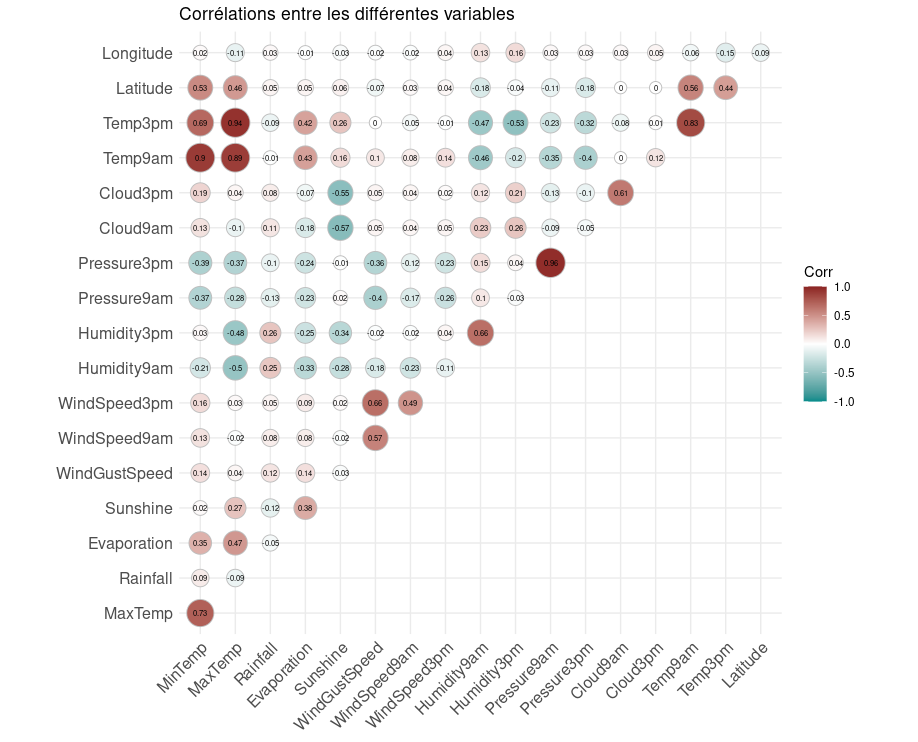 Corrélations entre les différentes variables
Longitude 0.02 -0.11 0.03 -0.01 -0.03 -0.02 -0.02 0.04 0.13 0.16 0.03 0.03 0.03 0.05 -0.06 -0.15 -0.09
Latitude 0.53 0.46 0.05 0.05 0.06 -0.07 0.03 0.04 -0.18 -0.04 -0.11 -0.18 0 0 0.56 0.44
Temp3pm 0.69 0.94 -0.09 0.42 0.26 0 -0.05 -0.01 -0.47 -0.53 -0.23 -0.32 -0.08 0.01 0.83
Temp9am 0.9 0.89 -0.01 0.43 0.16 0.1 0.08 0.14 -0.46 -0.2 -0.35 -0.4 0 0.12
Cloud3pm 0.19 0.04 0.08 -0.07 -0.55 0.05 0.04 0.02 0.12 0.21 -0.13 -0.1 0.61
Cloud9am 0.13 -0.1 0.11 -0.18 -0.57 0.05 0.04 0.05 0.23 0.26 -0.09 -0.05
Pressure3pm -0.39 -0.37 -0.1 -0.24 -0.01 -0.36 -0.12 -0.23 0.15 0.04 0.96
Pressure9am -0.37 -0.28 -0.13 -0.23 0.02 -0.4 -0.17 -0.26 0.1 -0.03
Humidity3pm 0.03 -0.48 0.26 -0.25 -0.34 -0.02 -0.02 0.04 0.66
Humidity9am -0.21 -0.5 0.25 -0.33 -0.28 -0.18 -0.23 -0.11
WindSpeed3pm 0.16 0.03 0.05 0.09 0.02 0.66 0.49
WindSpeed9am 0.13 -0.02 0.08 0.08 -0.02 0.57
WindGustSpeed 0.14 0.04 0.12 0.14 -0.03
Sunshine 0.02 0.27 -0.12 0.38
Evaporation 0.35 0.47 -0.05
Rainfall 0.09 -0.09
MaxTemp 0.73
MinTemp MaxTemp Rainfall Evaporation Sunshine WindGustSpeed WindSpeed9am WindSpeed3pm Humidity9am Humidity3pm Pressure9am Pressure3pm Cloud9am Cloud3pm Temp9am Temp3pm Latitude
Corr
1.0
0.5
0.0
-0.5
-1.0